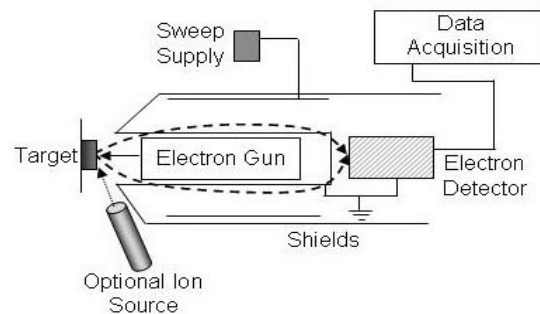 Sweep
Supply
Data
Acquisition
Target
Electron Gun
Electron
Detector
Shields
Optional Ion
Source